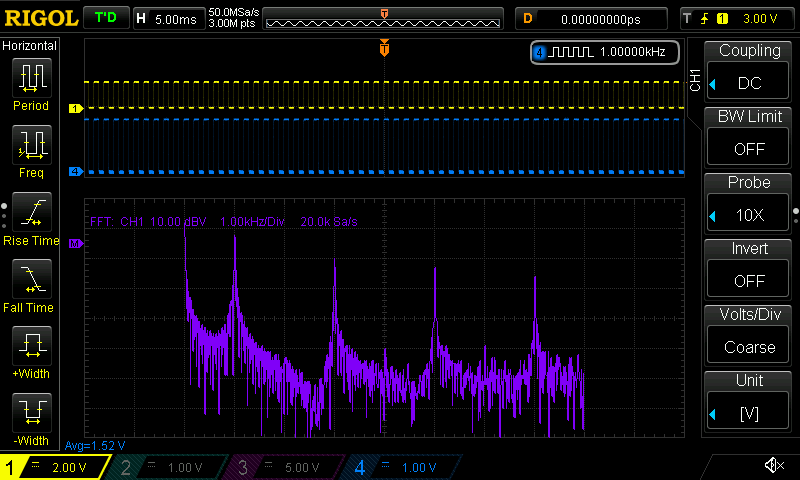 RIGOL T'D H 5.00ms 50.0MSa/s 3.00M pts T D 0.00000000ps T 1 3.00 V
Horizontal
Period
Freq
Rise Time
Fall Time
+Width
-Width
T
4 1.00000kHz
1
4
FFT: CH1 10.00 dBV 1.00kHz/Div 20.0k Sa/s
M
Avg=1.52 V
CH1
Coupling
DC
BW Limit
OFF
Probe
10X
Invert
OFF
Volts/Div
Coarse
Unit
[V]
1 2.00 V 2 1.00 V 3 5.00 V 4 1.00 V